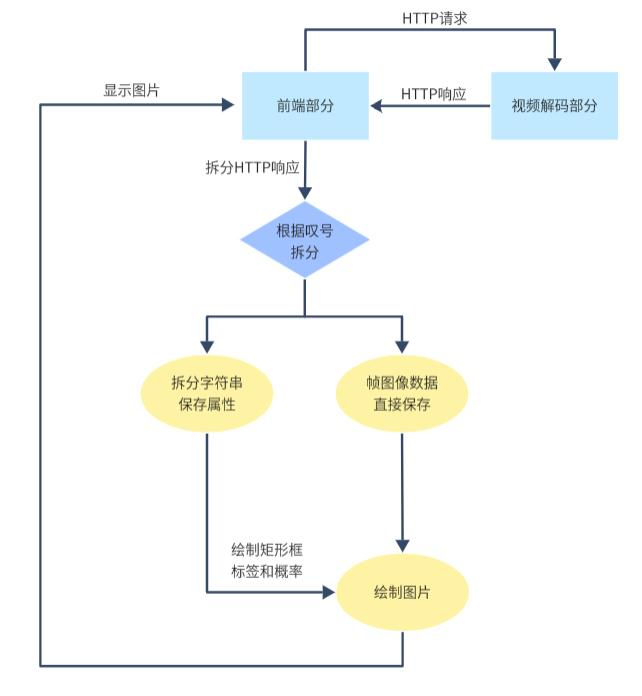 HTTP请求
显示图片
前端部分
HTTP响应
视频解码部分
拆分HTTP响应
根据叹号
拆分
拆分字符串
保存属性
帧图像数据
直接保存
绘制矩形框
标签和概率
绘制图片